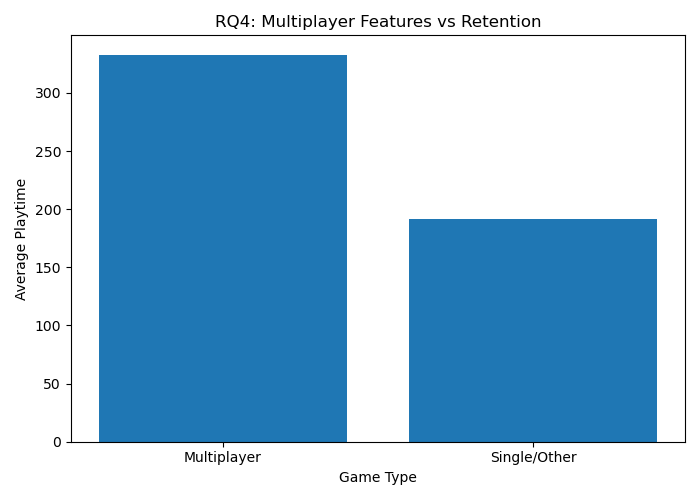 RQ4: Multiplayer Features vs Retention
Average Playtime
300
250
200
150
100
50
0
Multiplayer
Single/Other
Game Type